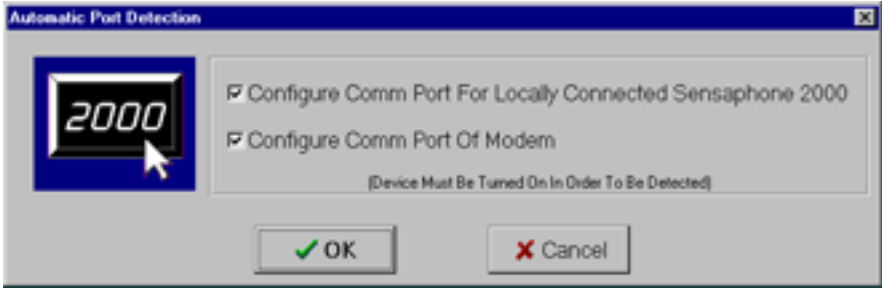 Automatic Port Detection
2000
Configure Comm Port For Locally Connected Sensaphone 2000
Configure Comm Port Of Modem
(Device Must Be Turned On In Order To Be Detected)
OK
Cancel